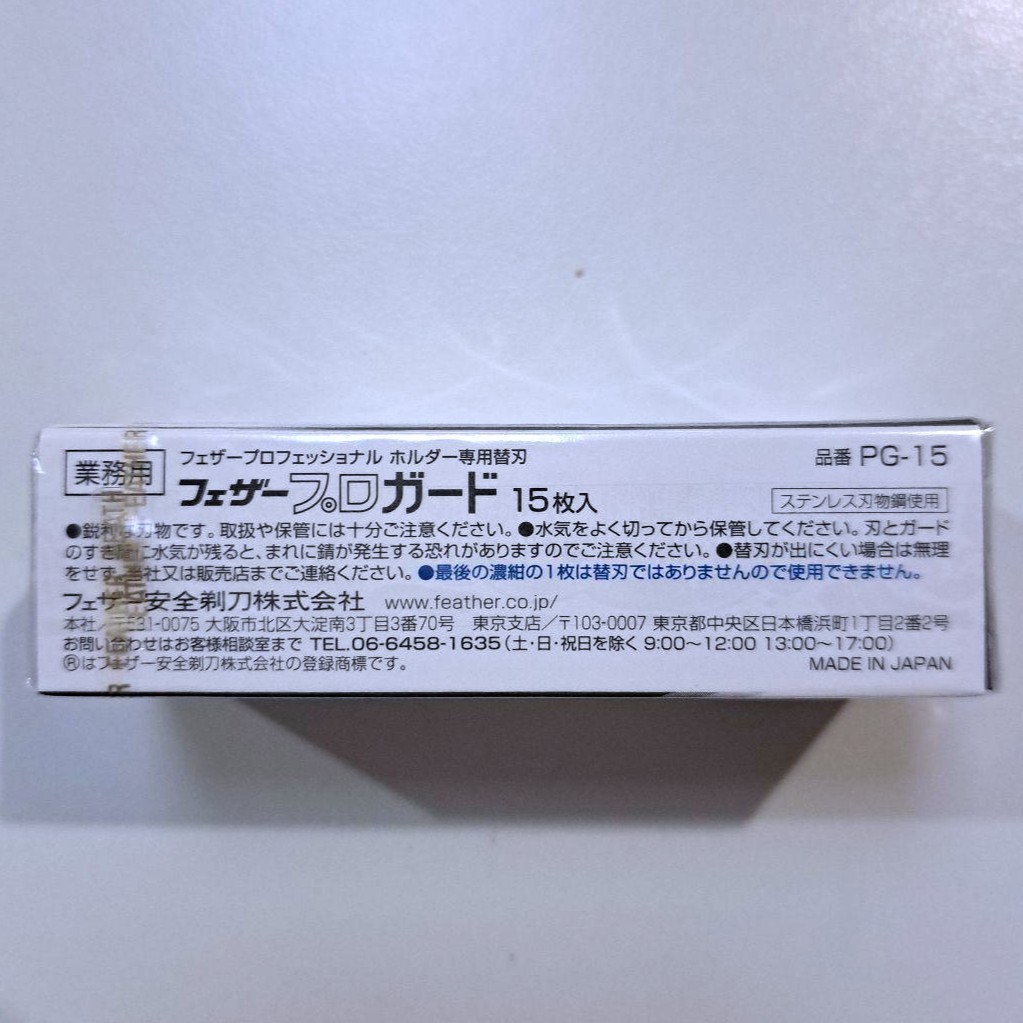 業務用
フェザープロフェッショナル ホルダー専用替刃
フェザープロガード 15枚入
品番 PG-15
ステンレス刃物鋼使用
●鋭利な刃物です。取扱や保管には十分ご注意ください。●水気をよく切ってから保管してください。刃とガード
のすき間に水気が残ると、まれに錆が発生する恐れがありますのでご注意ください。●替刃が出にくい場合は無理
をせず、当社又は販売店までご連絡ください。●最後の濃紺の1枚は替刃ではありませんので使用できません。
フェザー安全剃刀株式会社 www.feather.co.jp/
本社／〒531-0075 大阪市北区大淀南3丁目3番70号 東京支店／〒103-0007 東京都中央区日本橋浜町1丁目2番2号
お問い合わせはお客様相談室まで TEL.06-6458-1635(土・日・祝日を除く 9:00〜12:00 13:00〜17:00)
®はフェザー安全剃刀株式会社の登録商標です。
MADE IN JAPAN